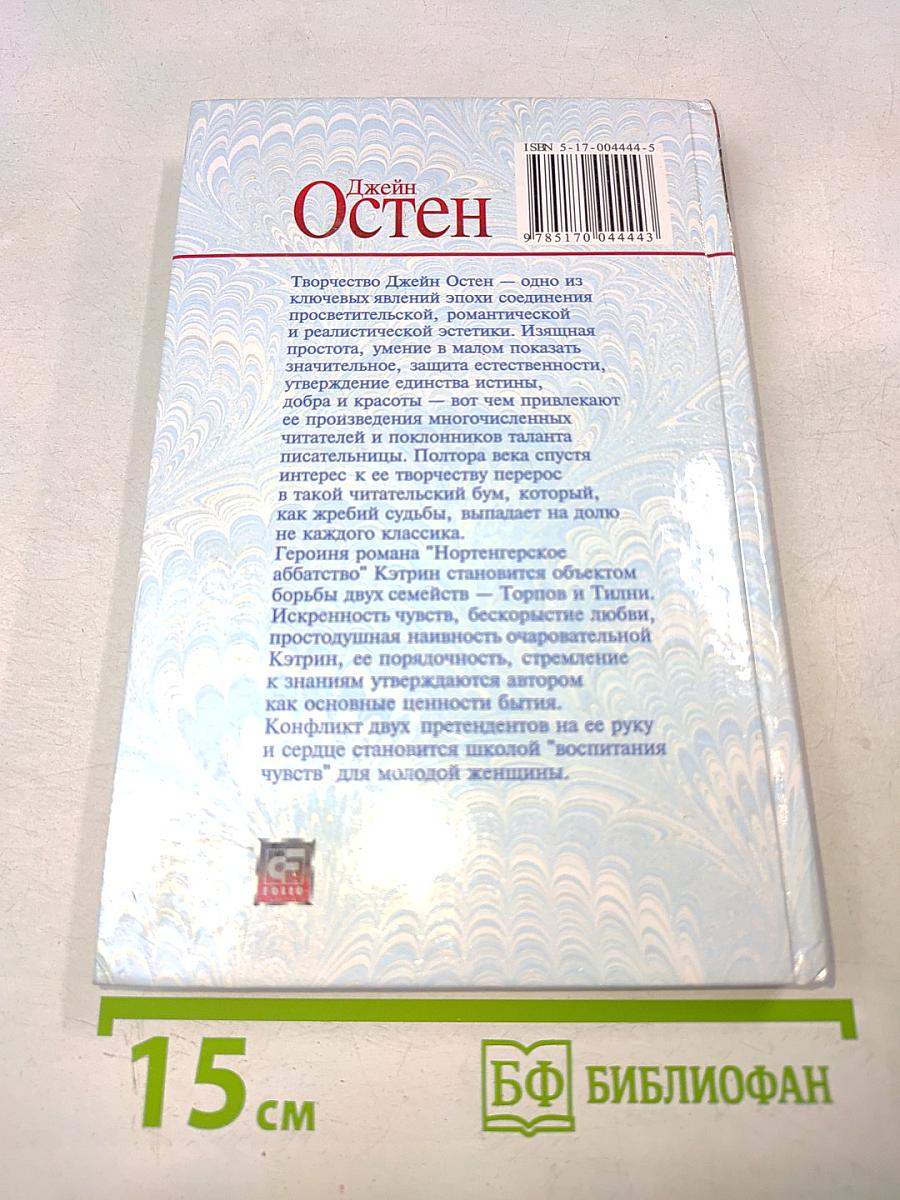 ISBN 5-17-004444-5
Джейн
Остен
9 785170 044443
Творчество Джейн Остен — одно из
ключевых явлений эпохи соединения
просветительской, романтической
и реалистической эстетики. Изящная
простота, умение в малом показать
значительное, защита естественности,
утверждение единства истины,
добра и красоты — вот чем привлекают
ее произведения многочисленных
читателей и поклонников таланта
писательницы. Полтора века спустя
интерес к ее творчеству перерос
в такой читательский бум, который,
как жребий судьбы, выпадает на долю
не каждого классика.
Героиня романа "Нортенгерское
аббатство" Кэтрин становится объектом
борьбы двух семейств — Торпов и Тилни.
Искренность чувств, бескорыстие любви,
простодушная наивность очаровательной
Кэтрин, ее порядочность, стремление
к знаниям утверждаются автором
как основные ценности бытия.
Конфликт двух претендентов на ее руку
и сердце становится школой "воспитания
чувств" для молодой женщины.
FOLIO
15 см
БФ БИБЛИОФАН